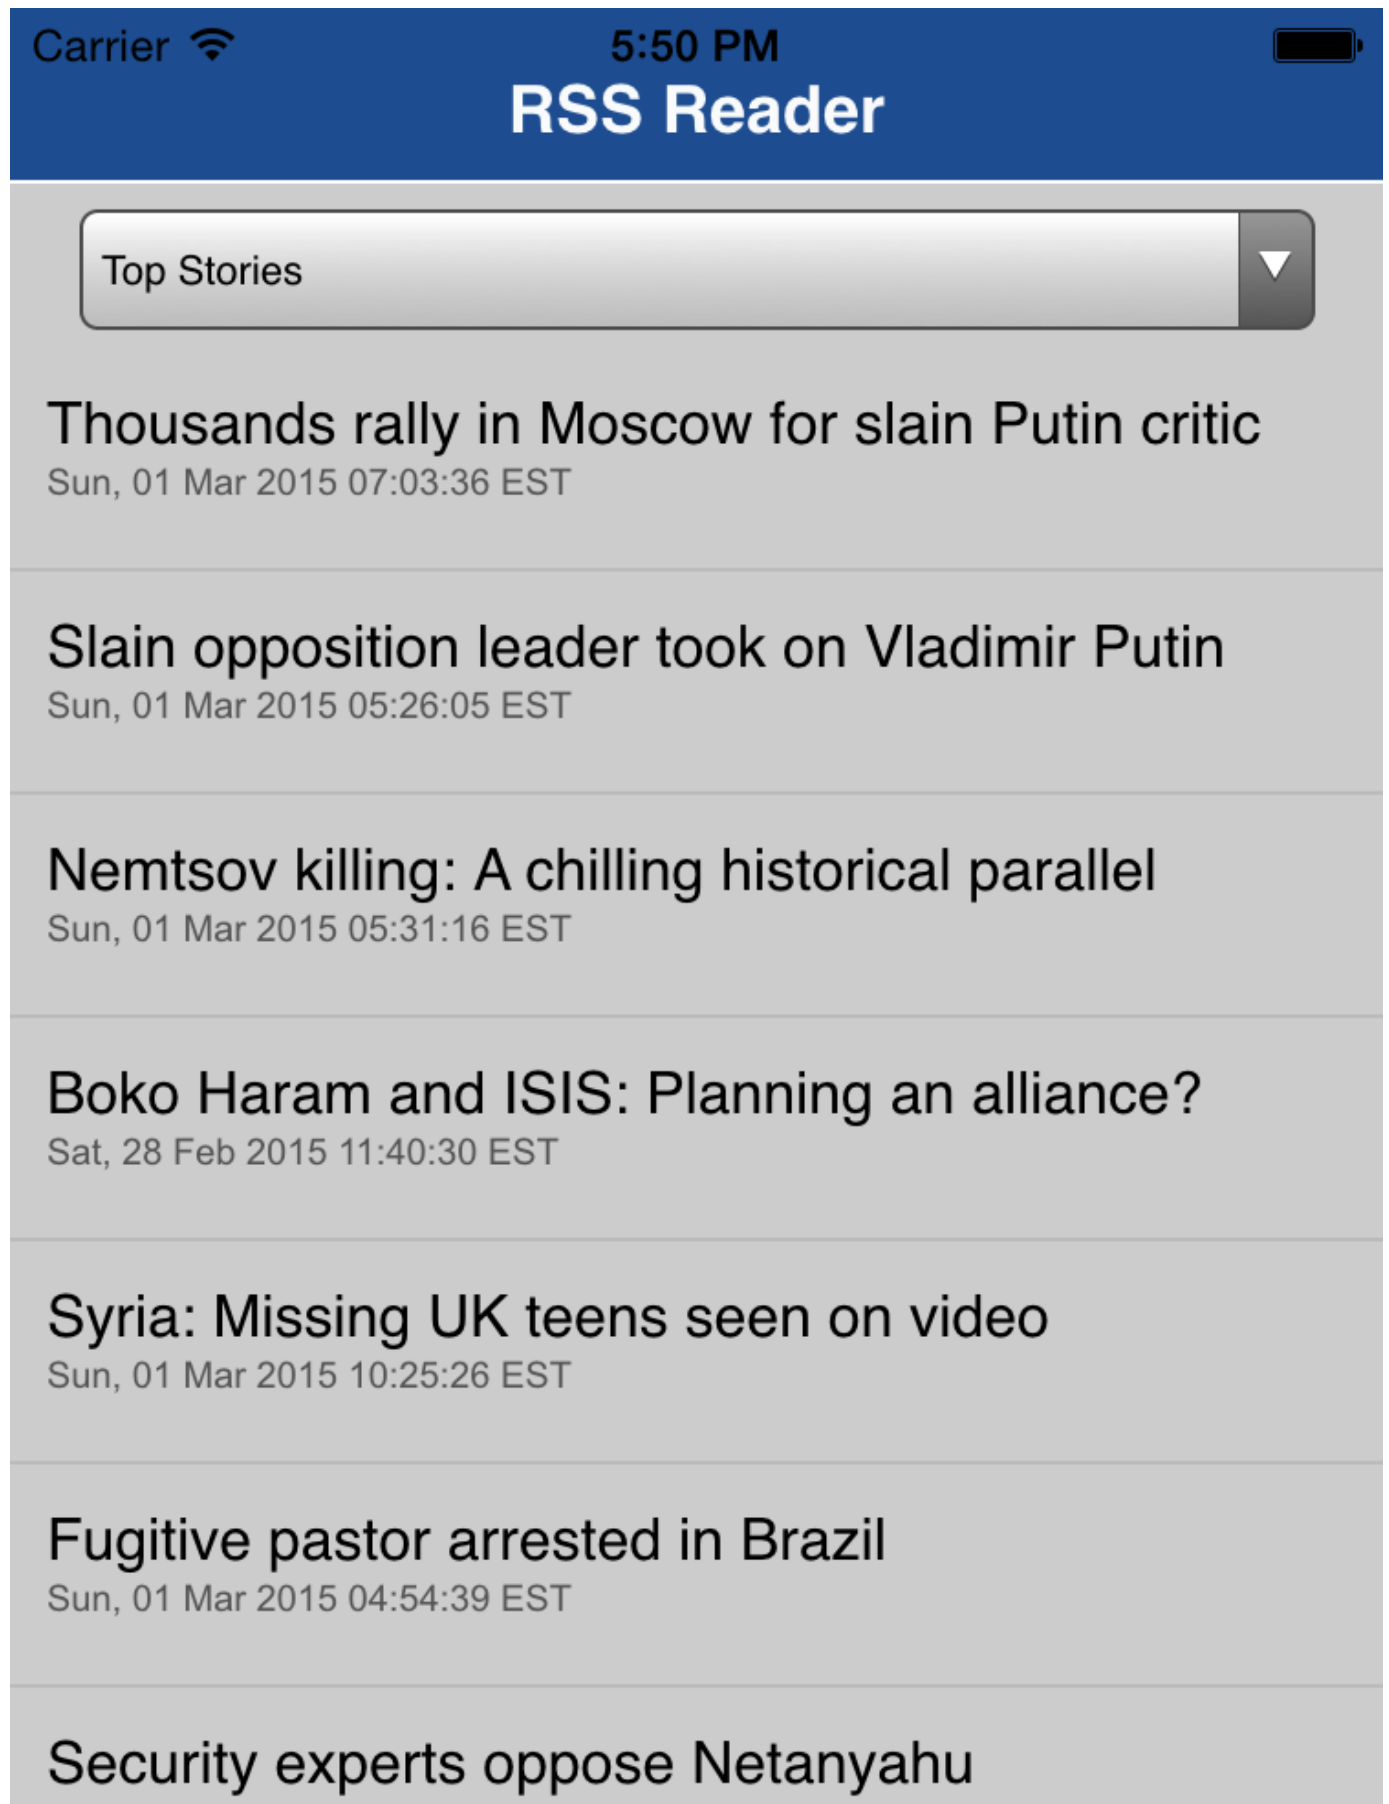 Carrier 5:50 PM
RSS Reader
Top Stories
Thousands rally in Moscow for slain Putin critic
Sun, 01 Mar 2015 07:03:36 EST
Slain opposition leader took on Vladimir Putin
Sun, 01 Mar 2015 05:26:05 EST
Nemtsov killing: A chilling historical parallel
Sun, 01 Mar 2015 05:31:16 EST
Boko Haram and ISIS: Planning an alliance?
Sat, 28 Feb 2015 11:40:30 EST
Syria: Missing UK teens seen on video
Sun, 01 Mar 2015 10:25:26 EST
Fugitive pastor arrested in Brazil
Sun, 01 Mar 2015 04:54:39 EST
Security experts oppose Netanyahu